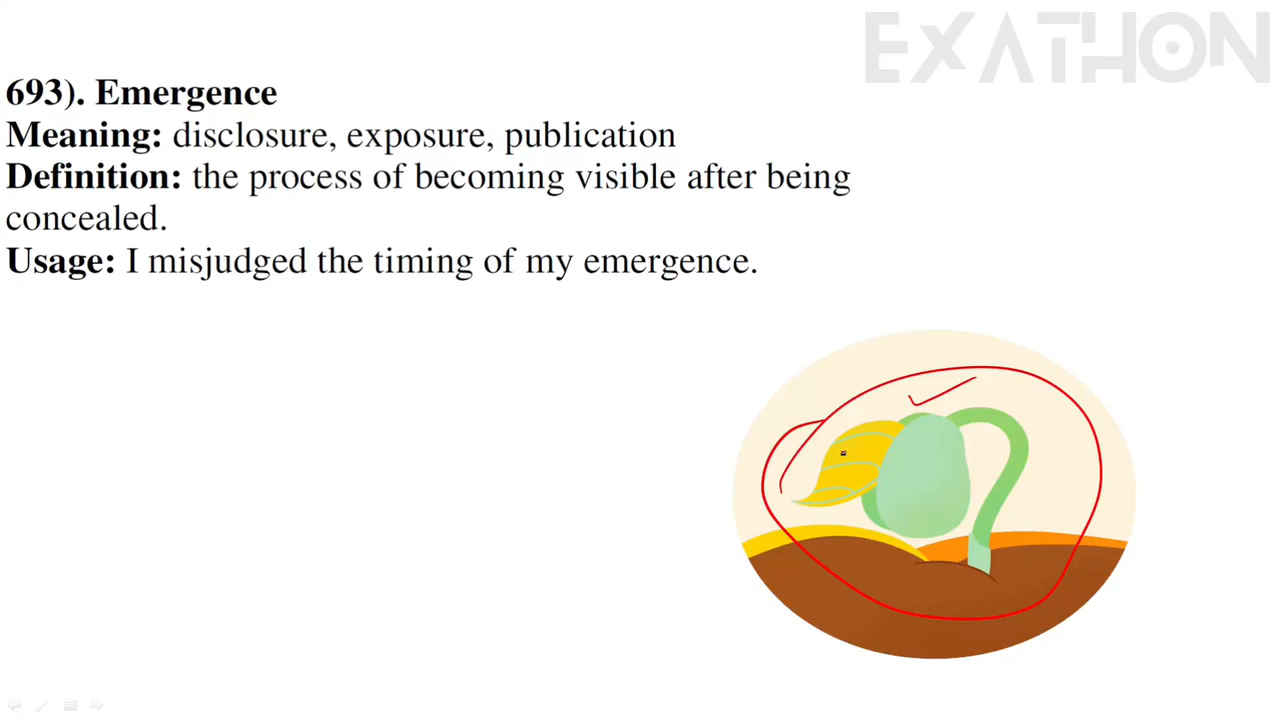 EXATHON
693). Emergence
Meaning: disclosure, exposure, publication
Definition: the process of becoming visible after being
concealed.
Usage: I misjudged the timing of my emergence.